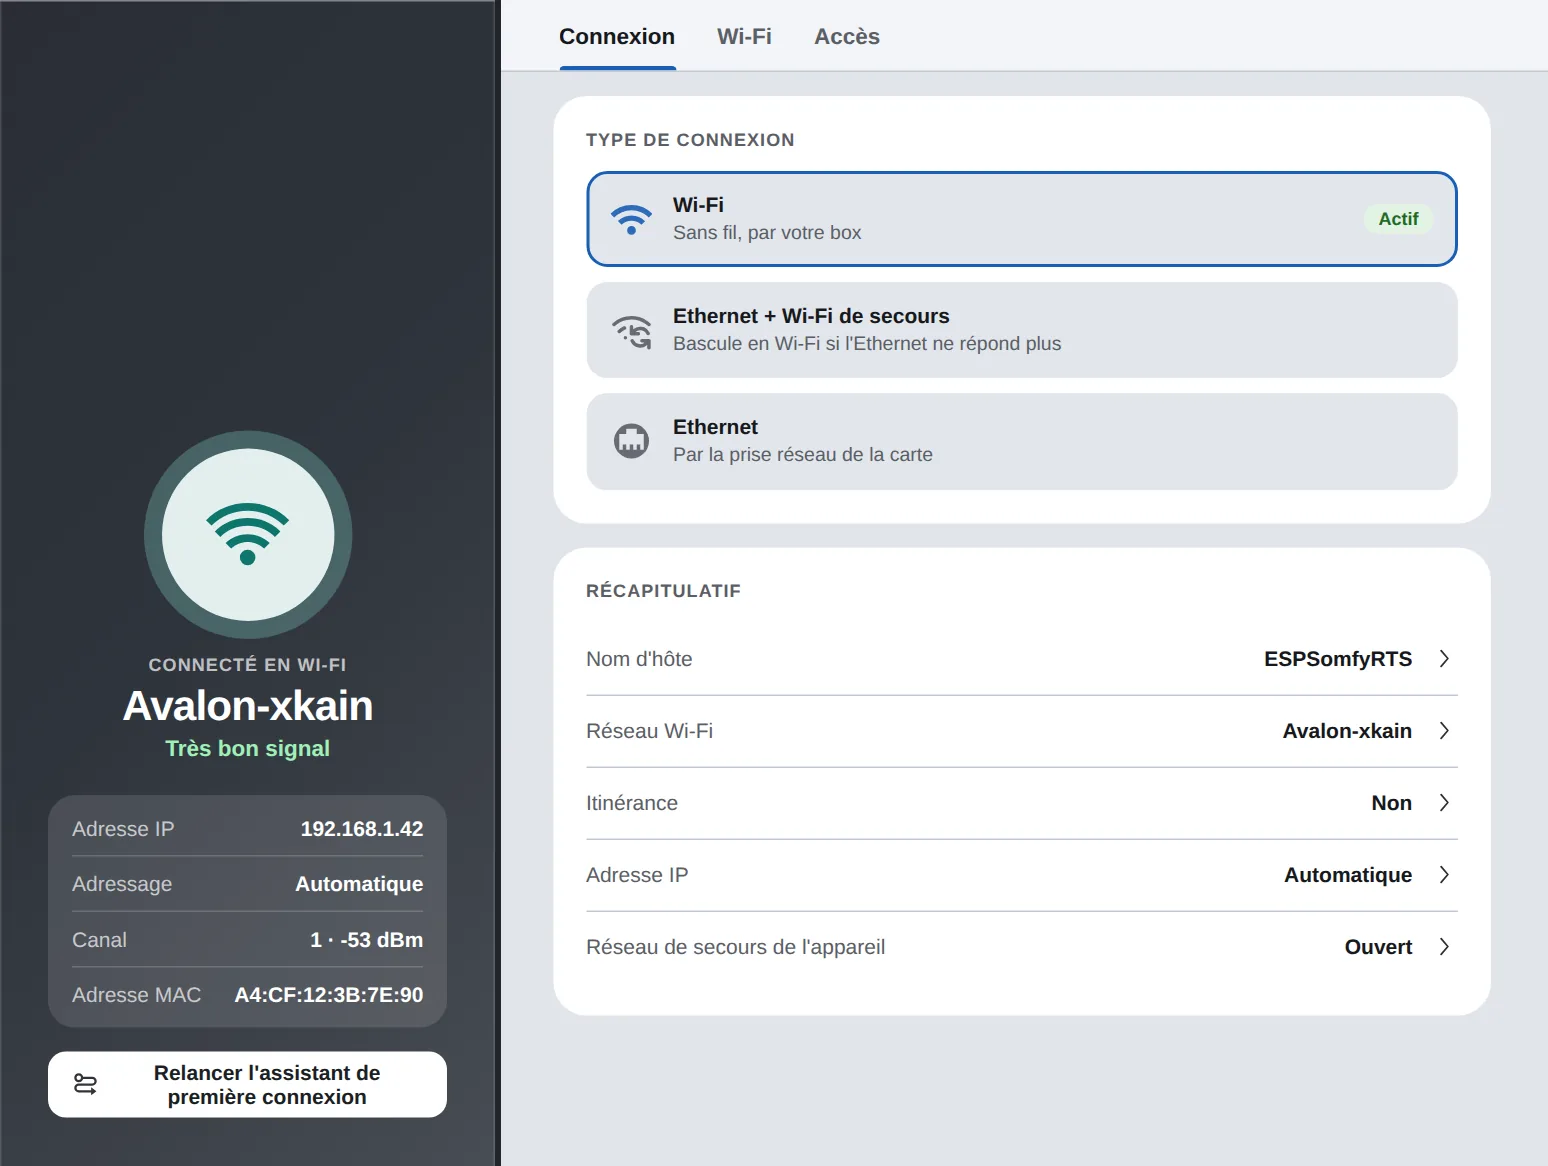 CONNECTÉ EN WI-FI
Avalon-xkain
Très bon signal
Adresse IP 192.168.1.42
Adressage Automatique
Canal 1 · -53 dBm
Adresse MAC A4:CF:12:3B:7E:90
Relancer l'assistant de
première connexion
Connexion Wi-Fi Accès
TYPE DE CONNEXION
Wi-Fi
Sans fil, par votre box
Actif
Ethernet + Wi-Fi de secours
Bascule en Wi-Fi si l'Ethernet ne répond plus
Ethernet
Par la prise réseau de la carte
RÉCAPITULATIF
Nom d'hôte ESPSomfyRTS
Réseau Wi-Fi Avalon-xkain
Itinérance Non
Adresse IP Automatique
Réseau de secours de l'appareil Ouvert